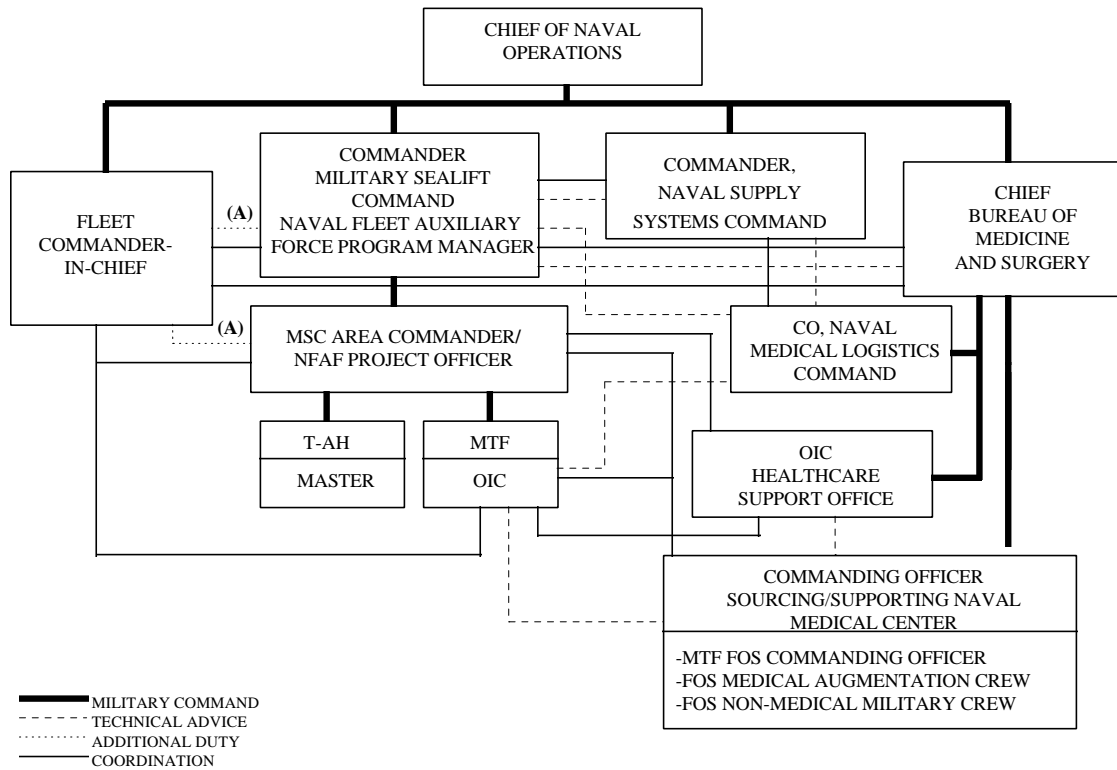 CHIEF OF NAVAL
OPERATIONS
COMMANDER
MILITARY SEALIFT
COMMAND
NAVAL FLEET AUXILIARY
FORCE PROGRAM MANAGER
COMMANDER,
NAVAL SUPPLY
SYSTEMS COMMAND
CHIEF
BUREAU OF
MEDICINE
AND SURGERY
FLEET
COMMANDER-
IN-CHIEF
(A)
(A)
MSC AREA COMMANDER/
NFAF PROJECT OFFICER
CO, NAVAL
MEDICAL LOGISTICS
COMMAND
T-AH
MASTER
MTF
OIC
OIC
HEALTHCARE
SUPPORT OFFICE
COMMANDING OFFICER
SOURCING/SUPPORTING NAVAL
MEDICAL CENTER
-MTF FOS COMMANDING OFFICER
-FOS MEDICAL AUGMENTATION CREW
-FOS NON-MEDICAL MILITARY CREW
MILITARY COMMAND
TECHNICAL ADVICE
ADDITIONAL DUTY
COORDINATION